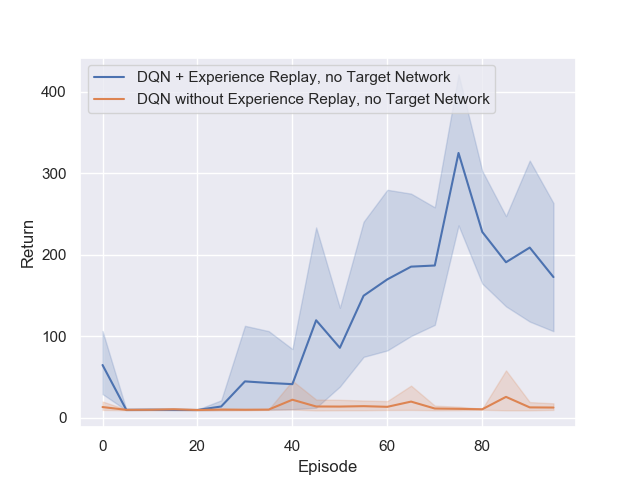 DQN + Experience Replay, no Target Network
DQN without Experience Replay, no Target Network
400
300
200
100
0
Return
0 20 40 60 80
Episode